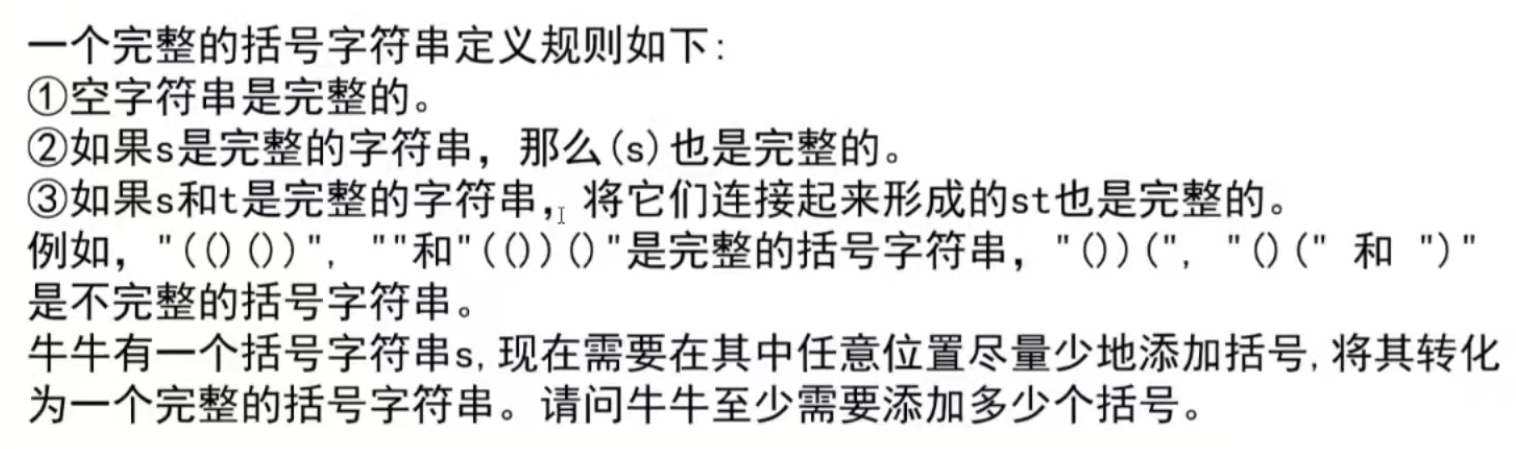 一个完整的括号字符串定义规则如下:
①空字符串是完整的。
②如果s是完整的字符串，那么(s)也是完整的。
③如果s和t是完整的字符串，将它们连接起来形成的st也是完整的。
例如，"(()())", ""和"(())()"是完整的括号字符串，"())(", "()(" 和 ")"
是不完整的括号字符串。
牛牛有一个括号字符串s,现在需要在其中任意位置尽量少地添加括号,将其转化
为一个完整的括号字符串。请问牛牛至少需要添加多少个括号。